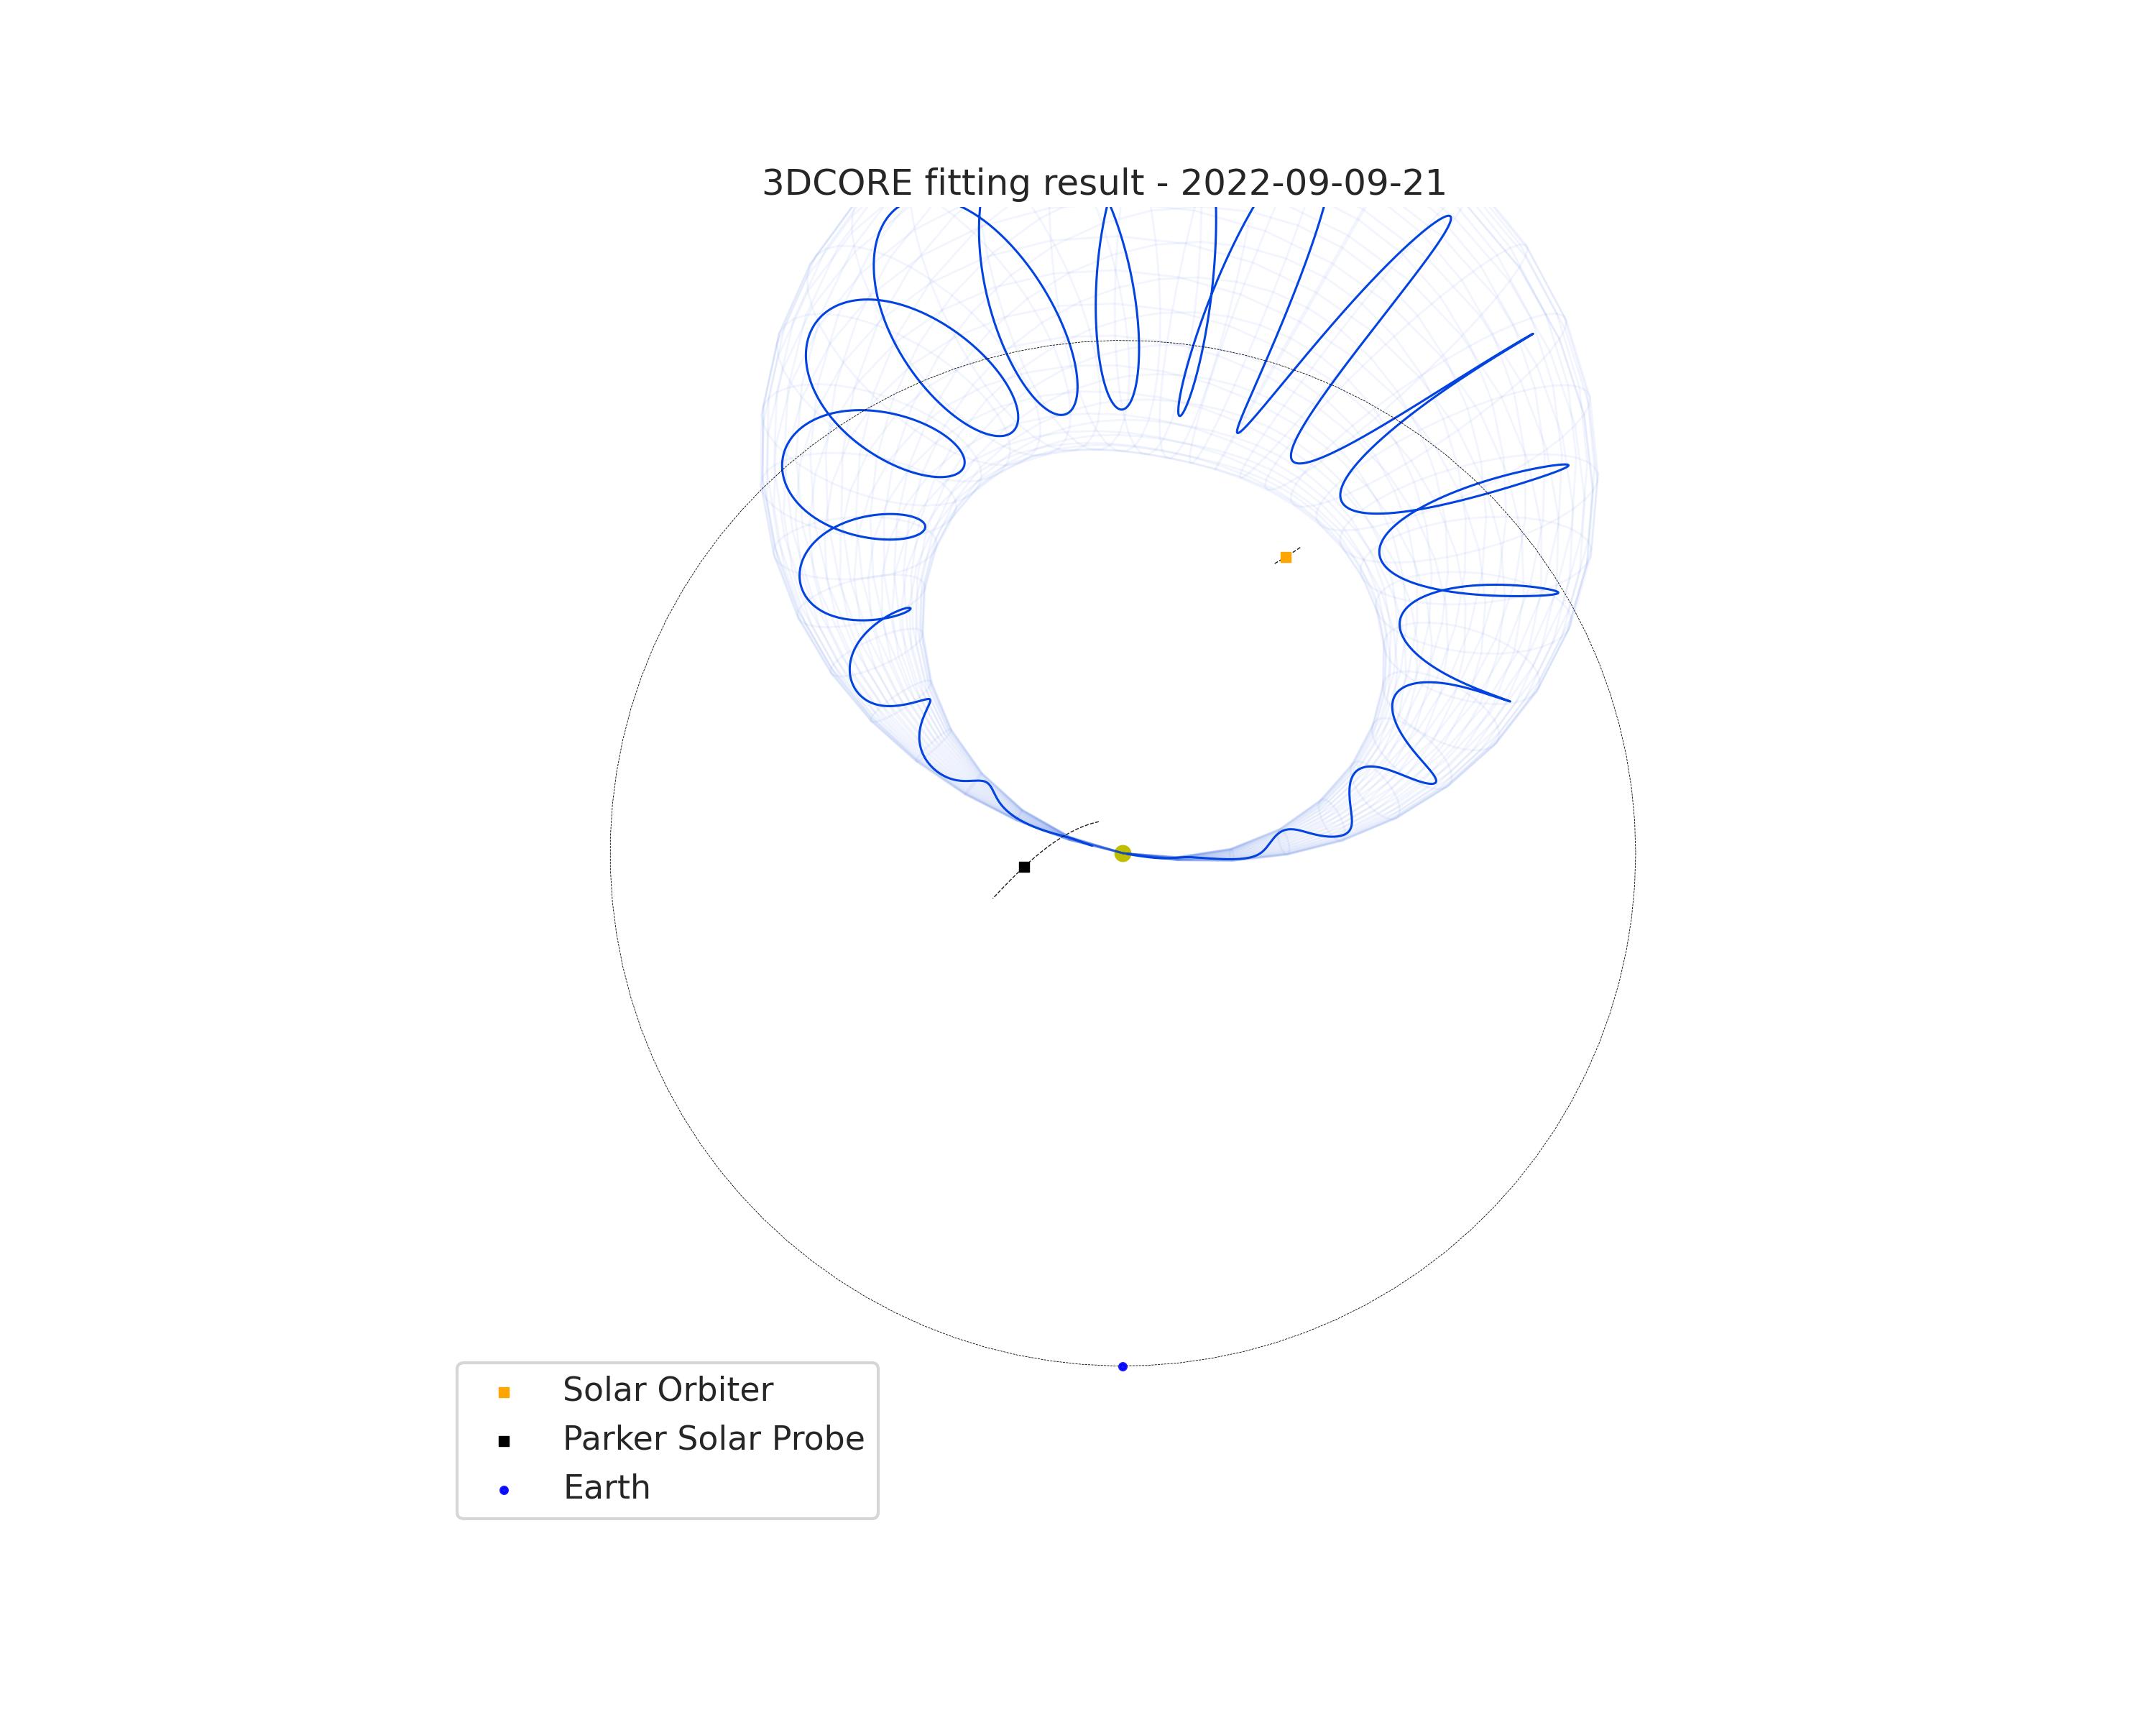 3DCORE fitting result - 2022-09-09-21
Solar Orbiter
Parker Solar Probe
Earth